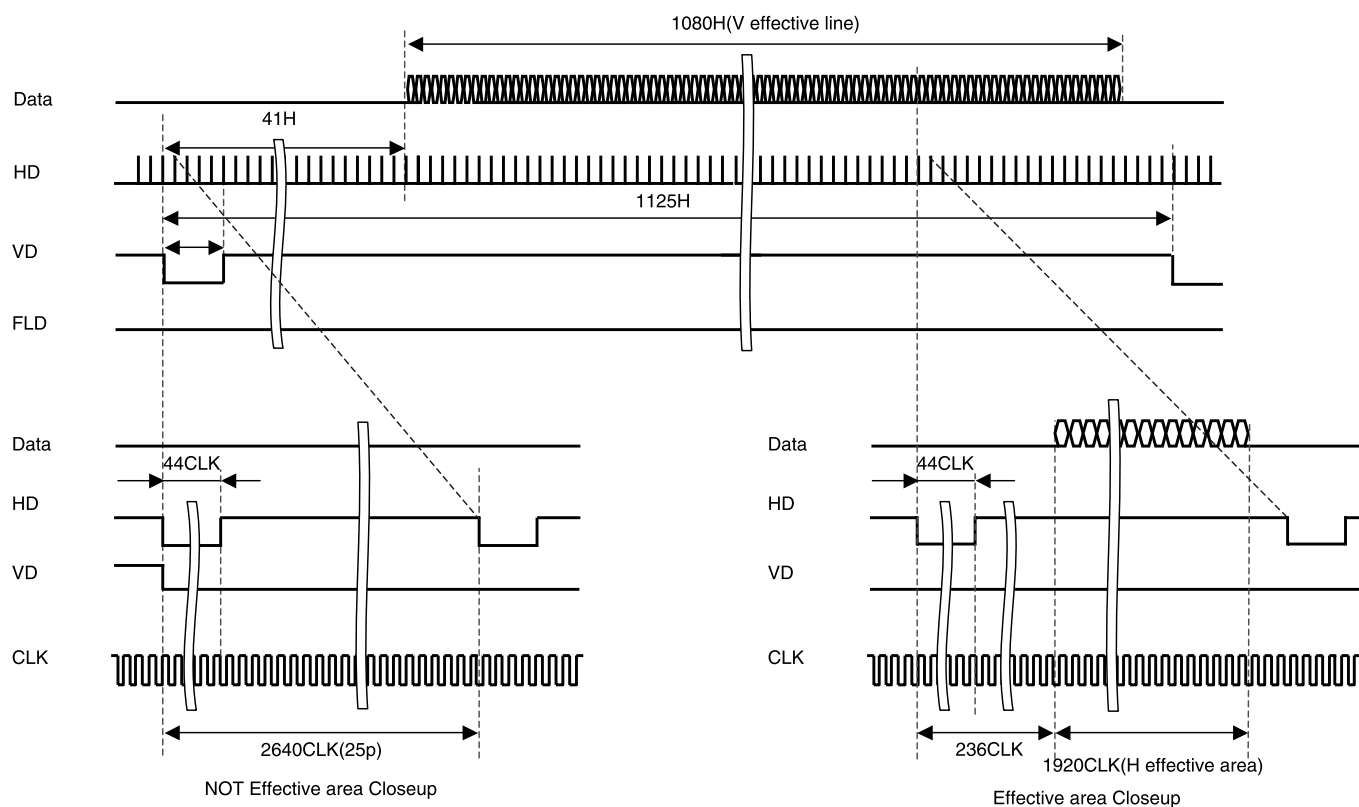 1080H(V effective line)
Data
41H
HD
1125H
VD
FLD
Data
44CLK
HD
VD
CLK
2640CLK(25p)
NOT Effective area Closeup
Data
44CLK
HD
VD
CLK
236CLK
1920CLK(H effective area)
Effective area Closeup